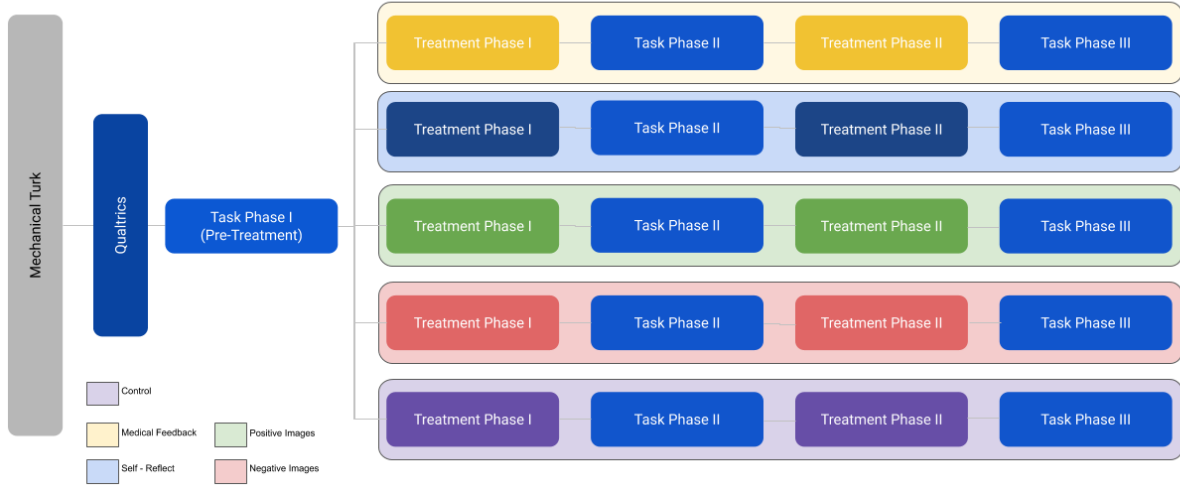 Mechanical Turk
Qualtrics
Task Phase I
(Pre-Treatment)
Treatment Phase I
Task Phase II
Treatment Phase II
Task Phase III
Treatment Phase I
Task Phase II
Treatment Phase II
Task Phase III
Treatment Phase I
Task Phase II
Treatment Phase II
Task Phase III
Treatment Phase I
Task Phase II
Treatment Phase II
Task Phase III
Treatment Phase I
Task Phase II
Treatment Phase II
Task Phase III
Control
Medical Feedback
Positive Images
Self - Reflect
Negative Images